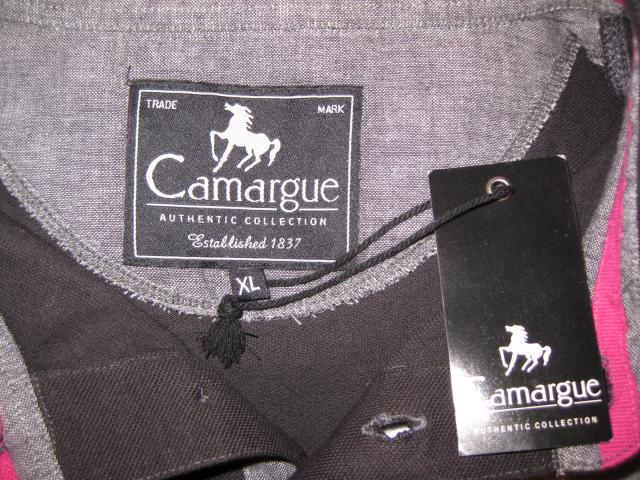 TRADE MARK
Camargue
AUTHENTIC COLLECTION
Established 1837
XL
Camargue
AUTHENTIC COLLECTION